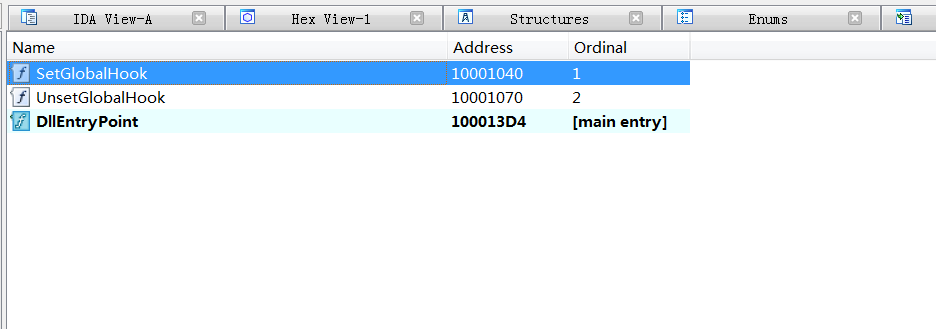 IDA View-A Hex View-1 Structures Enums
Name Address Ordinal
SetGlobalHook 10001040 1
UnsetGlobalHook 10001070 2
DllEntryPoint 100013D4 [main entry]